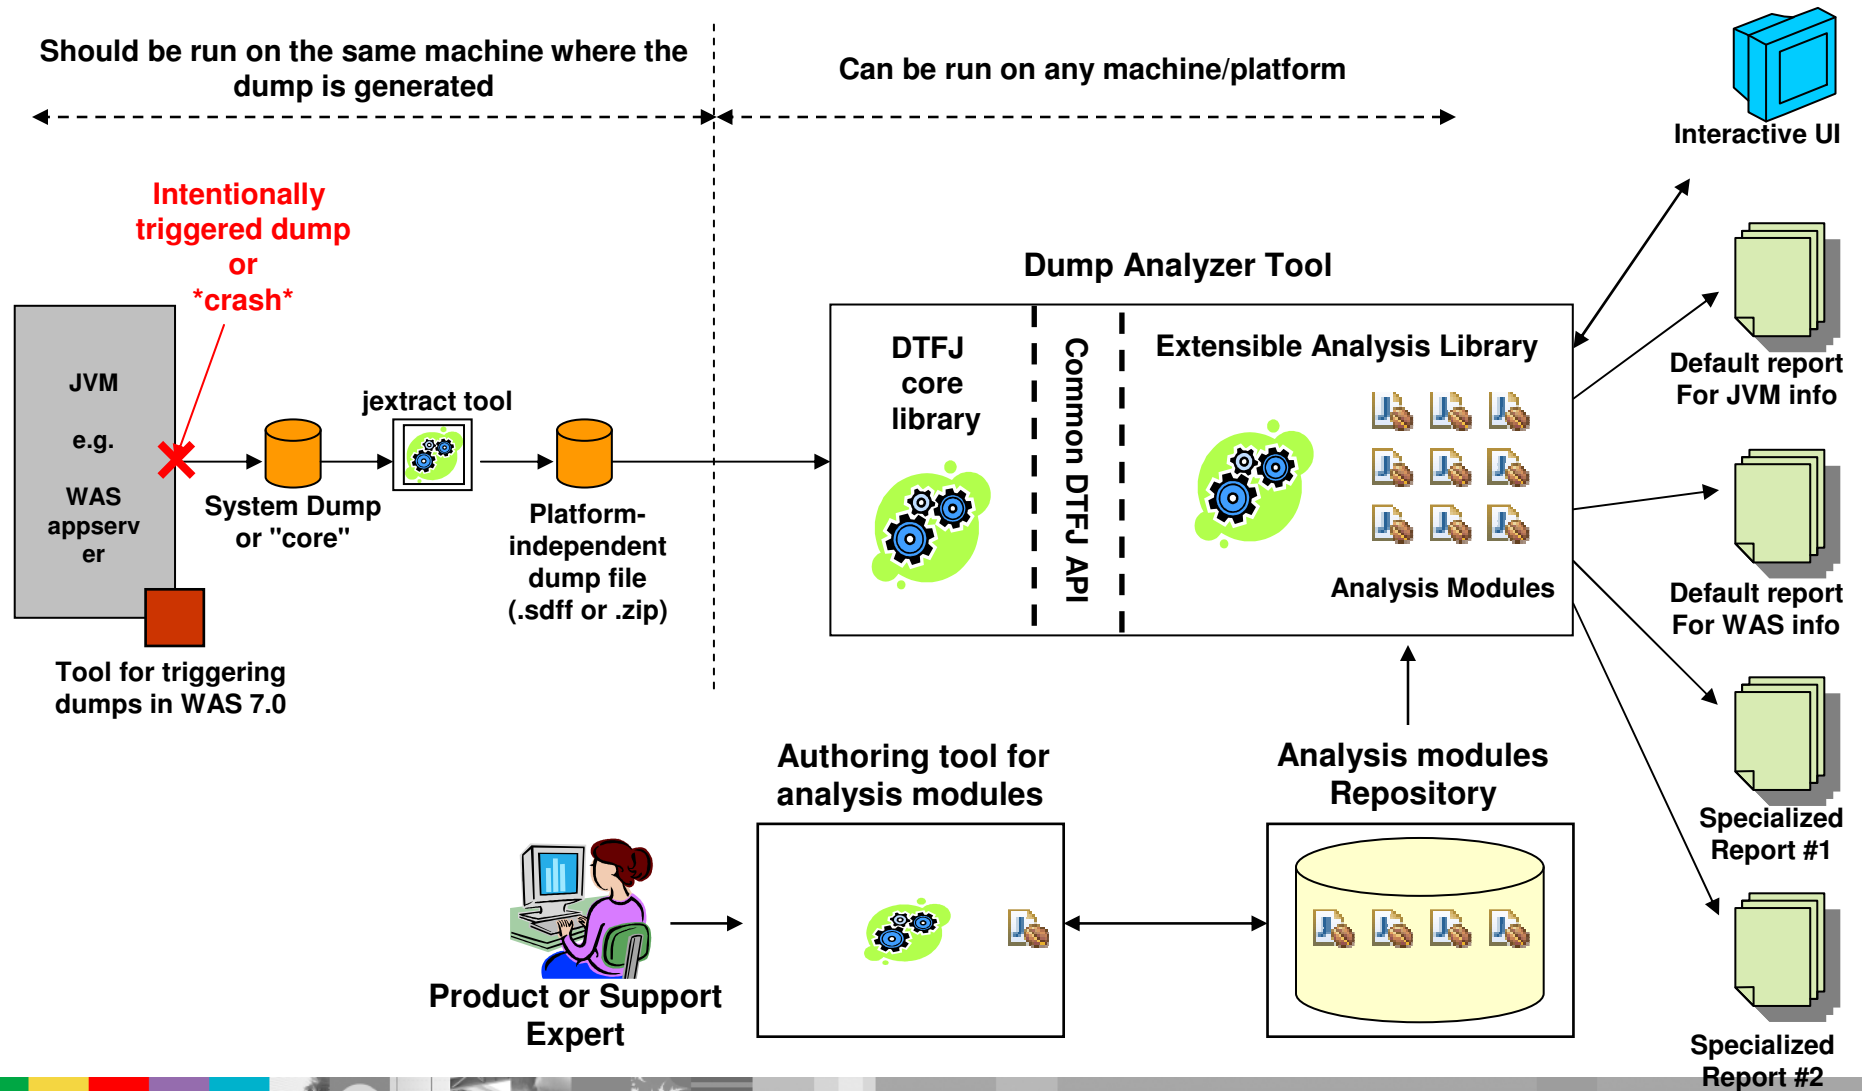 Should be run on the same machine where the
dump is generated
Can be run on any machine/platform
Interactive UI
Intentionally
triggered dump
or
*crash*
JVM
e.g.
WAS
appserv
er
Tool for triggering
dumps in WAS 7.0
System Dump
or "core"
jextract tool
Platform-
independent
dump file
(.sdff or .zip)
Dump Analyzer Tool
DTFJ
core
library
Common DTFJ API
Extensible Analysis Library
Analysis Modules
Default report
For JVM info
Default report
For WAS info
Specialized
Report #1
Specialized
Report #2
Authoring tool for
analysis modules
Analysis modules
Repository
Product or Support
Expert